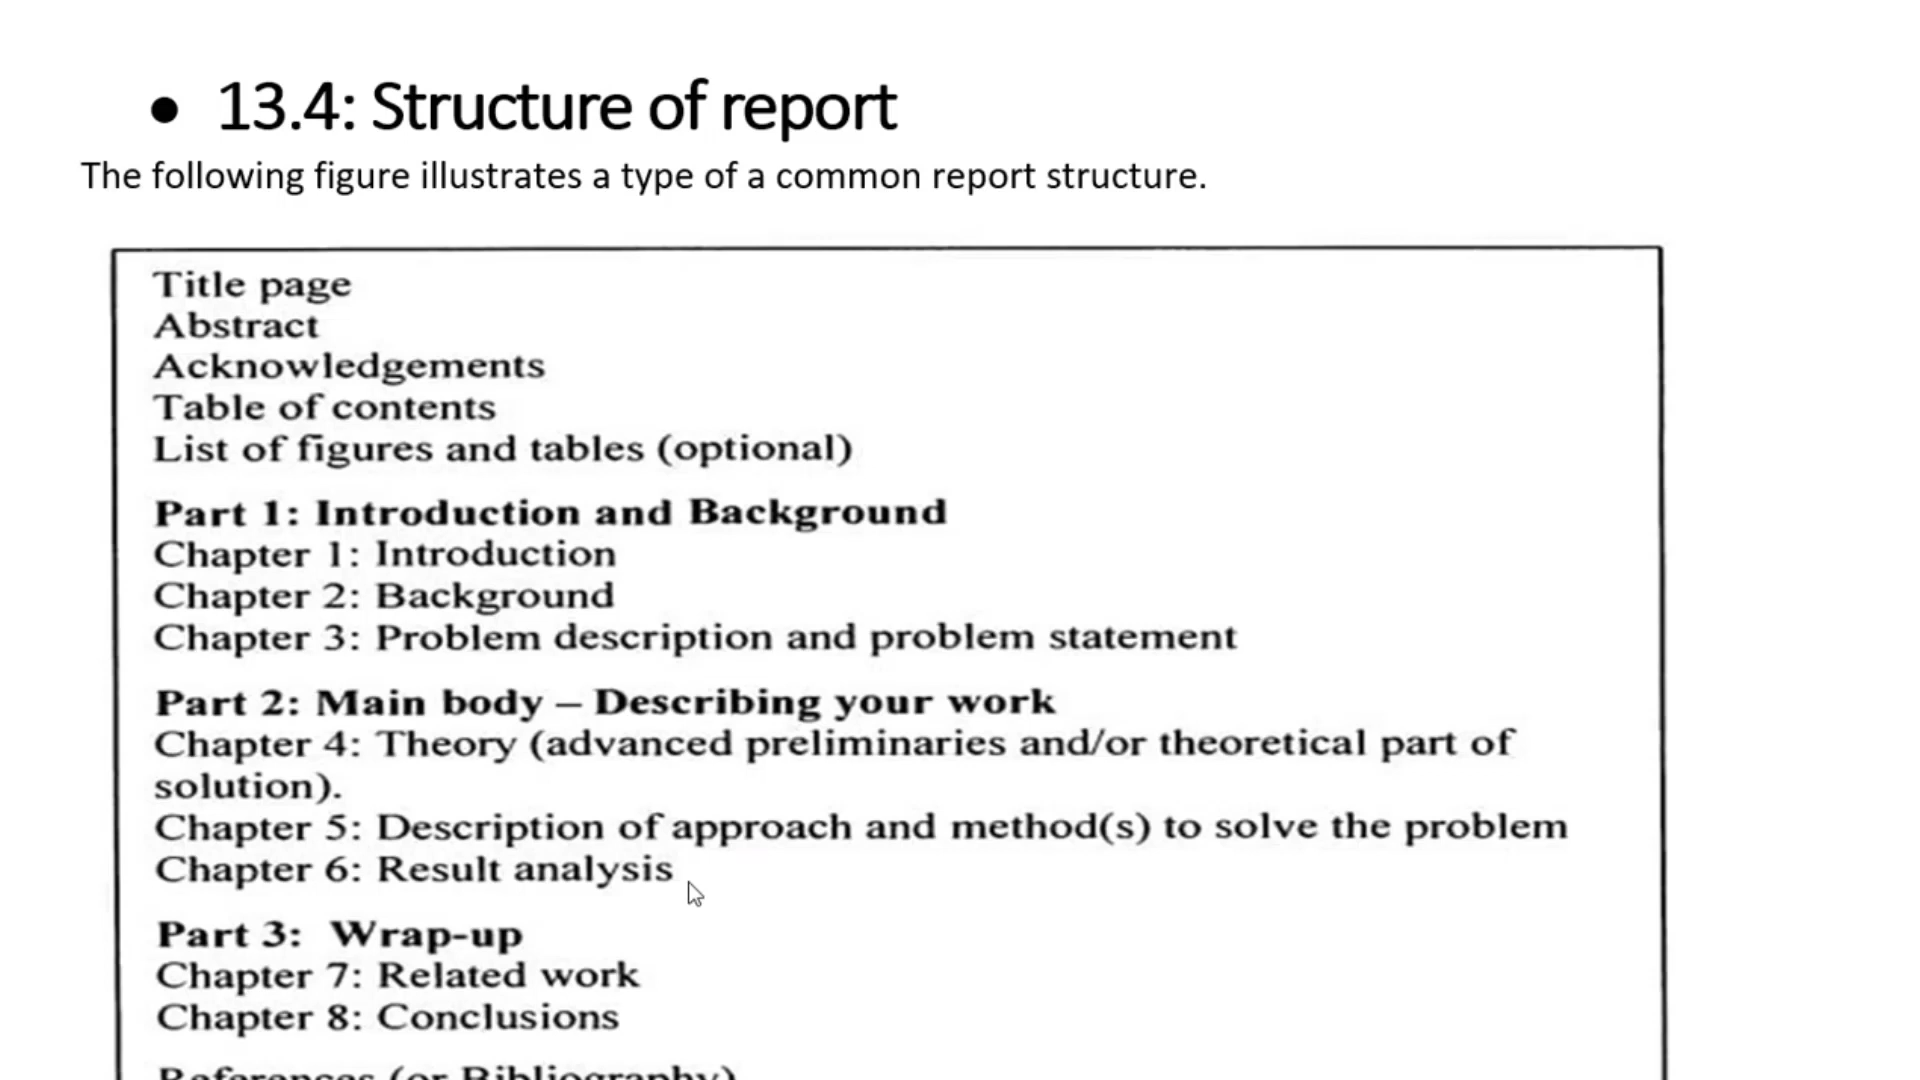 • 13.4: Structure of report
The following figure illustrates a type of a common report structure.
Title page
Abstract
Acknowledgements
Table of contents
List of figures and tables (optional)
Part 1: Introduction and Background
Chapter 1: Introduction
Chapter 2: Background
Chapter 3: Problem description and problem statement
Part 2: Main body – Describing your work
Chapter 4: Theory (advanced preliminaries and/or theoretical part of
solution).
Chapter 5: Description of approach and method(s) to solve the problem
Chapter 6: Result analysis
Part 3: Wrap-up
Chapter 7: Related work
Chapter 8: Conclusions
References (or Bibliography)